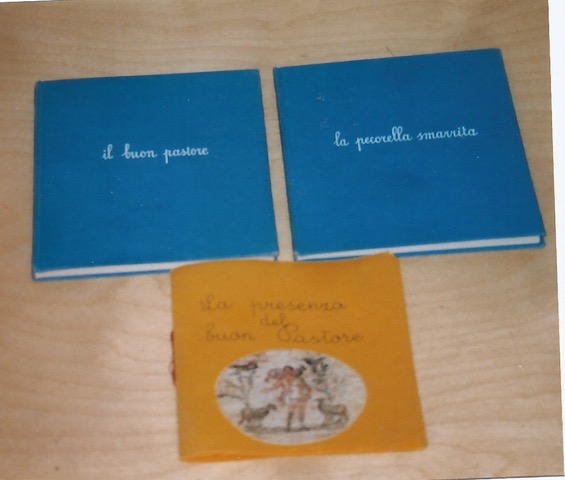 il buon pastore
la pecorella smarrita
La presenza
del
buon Pastore